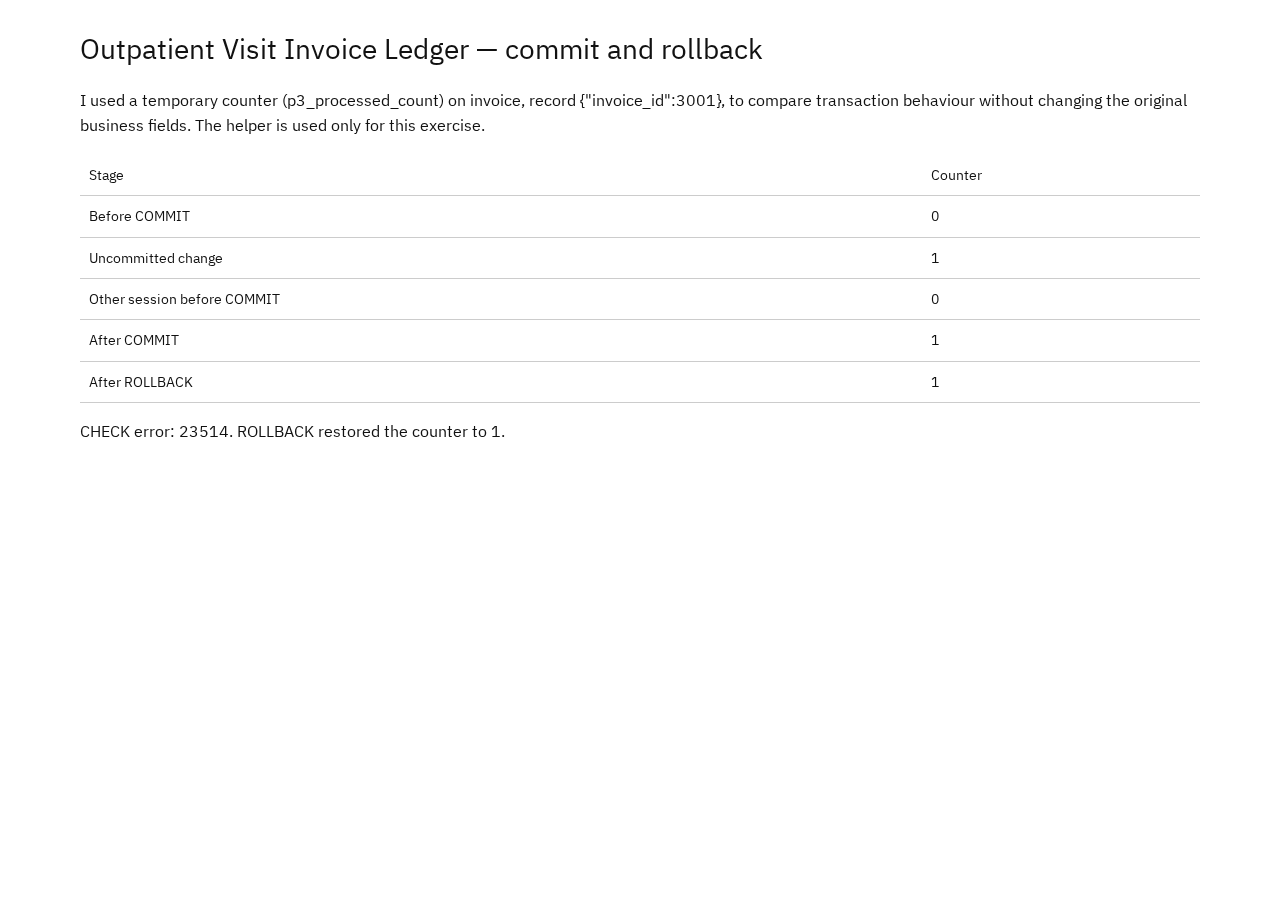 Outpatient Visit Invoice Ledger — commit and rollback
I used a temporary counter (p3_processed_count) on invoice, record {"invoice_id":3001}, to compare transaction behaviour without changing the original
business fields. The helper is used only for this exercise.
Stage Counter
Before COMMIT 0
Uncommitted change 1
Other session before COMMIT 0
After COMMIT 1
After ROLLBACK 1
CHECK error: 23514. ROLLBACK restored the counter to 1.